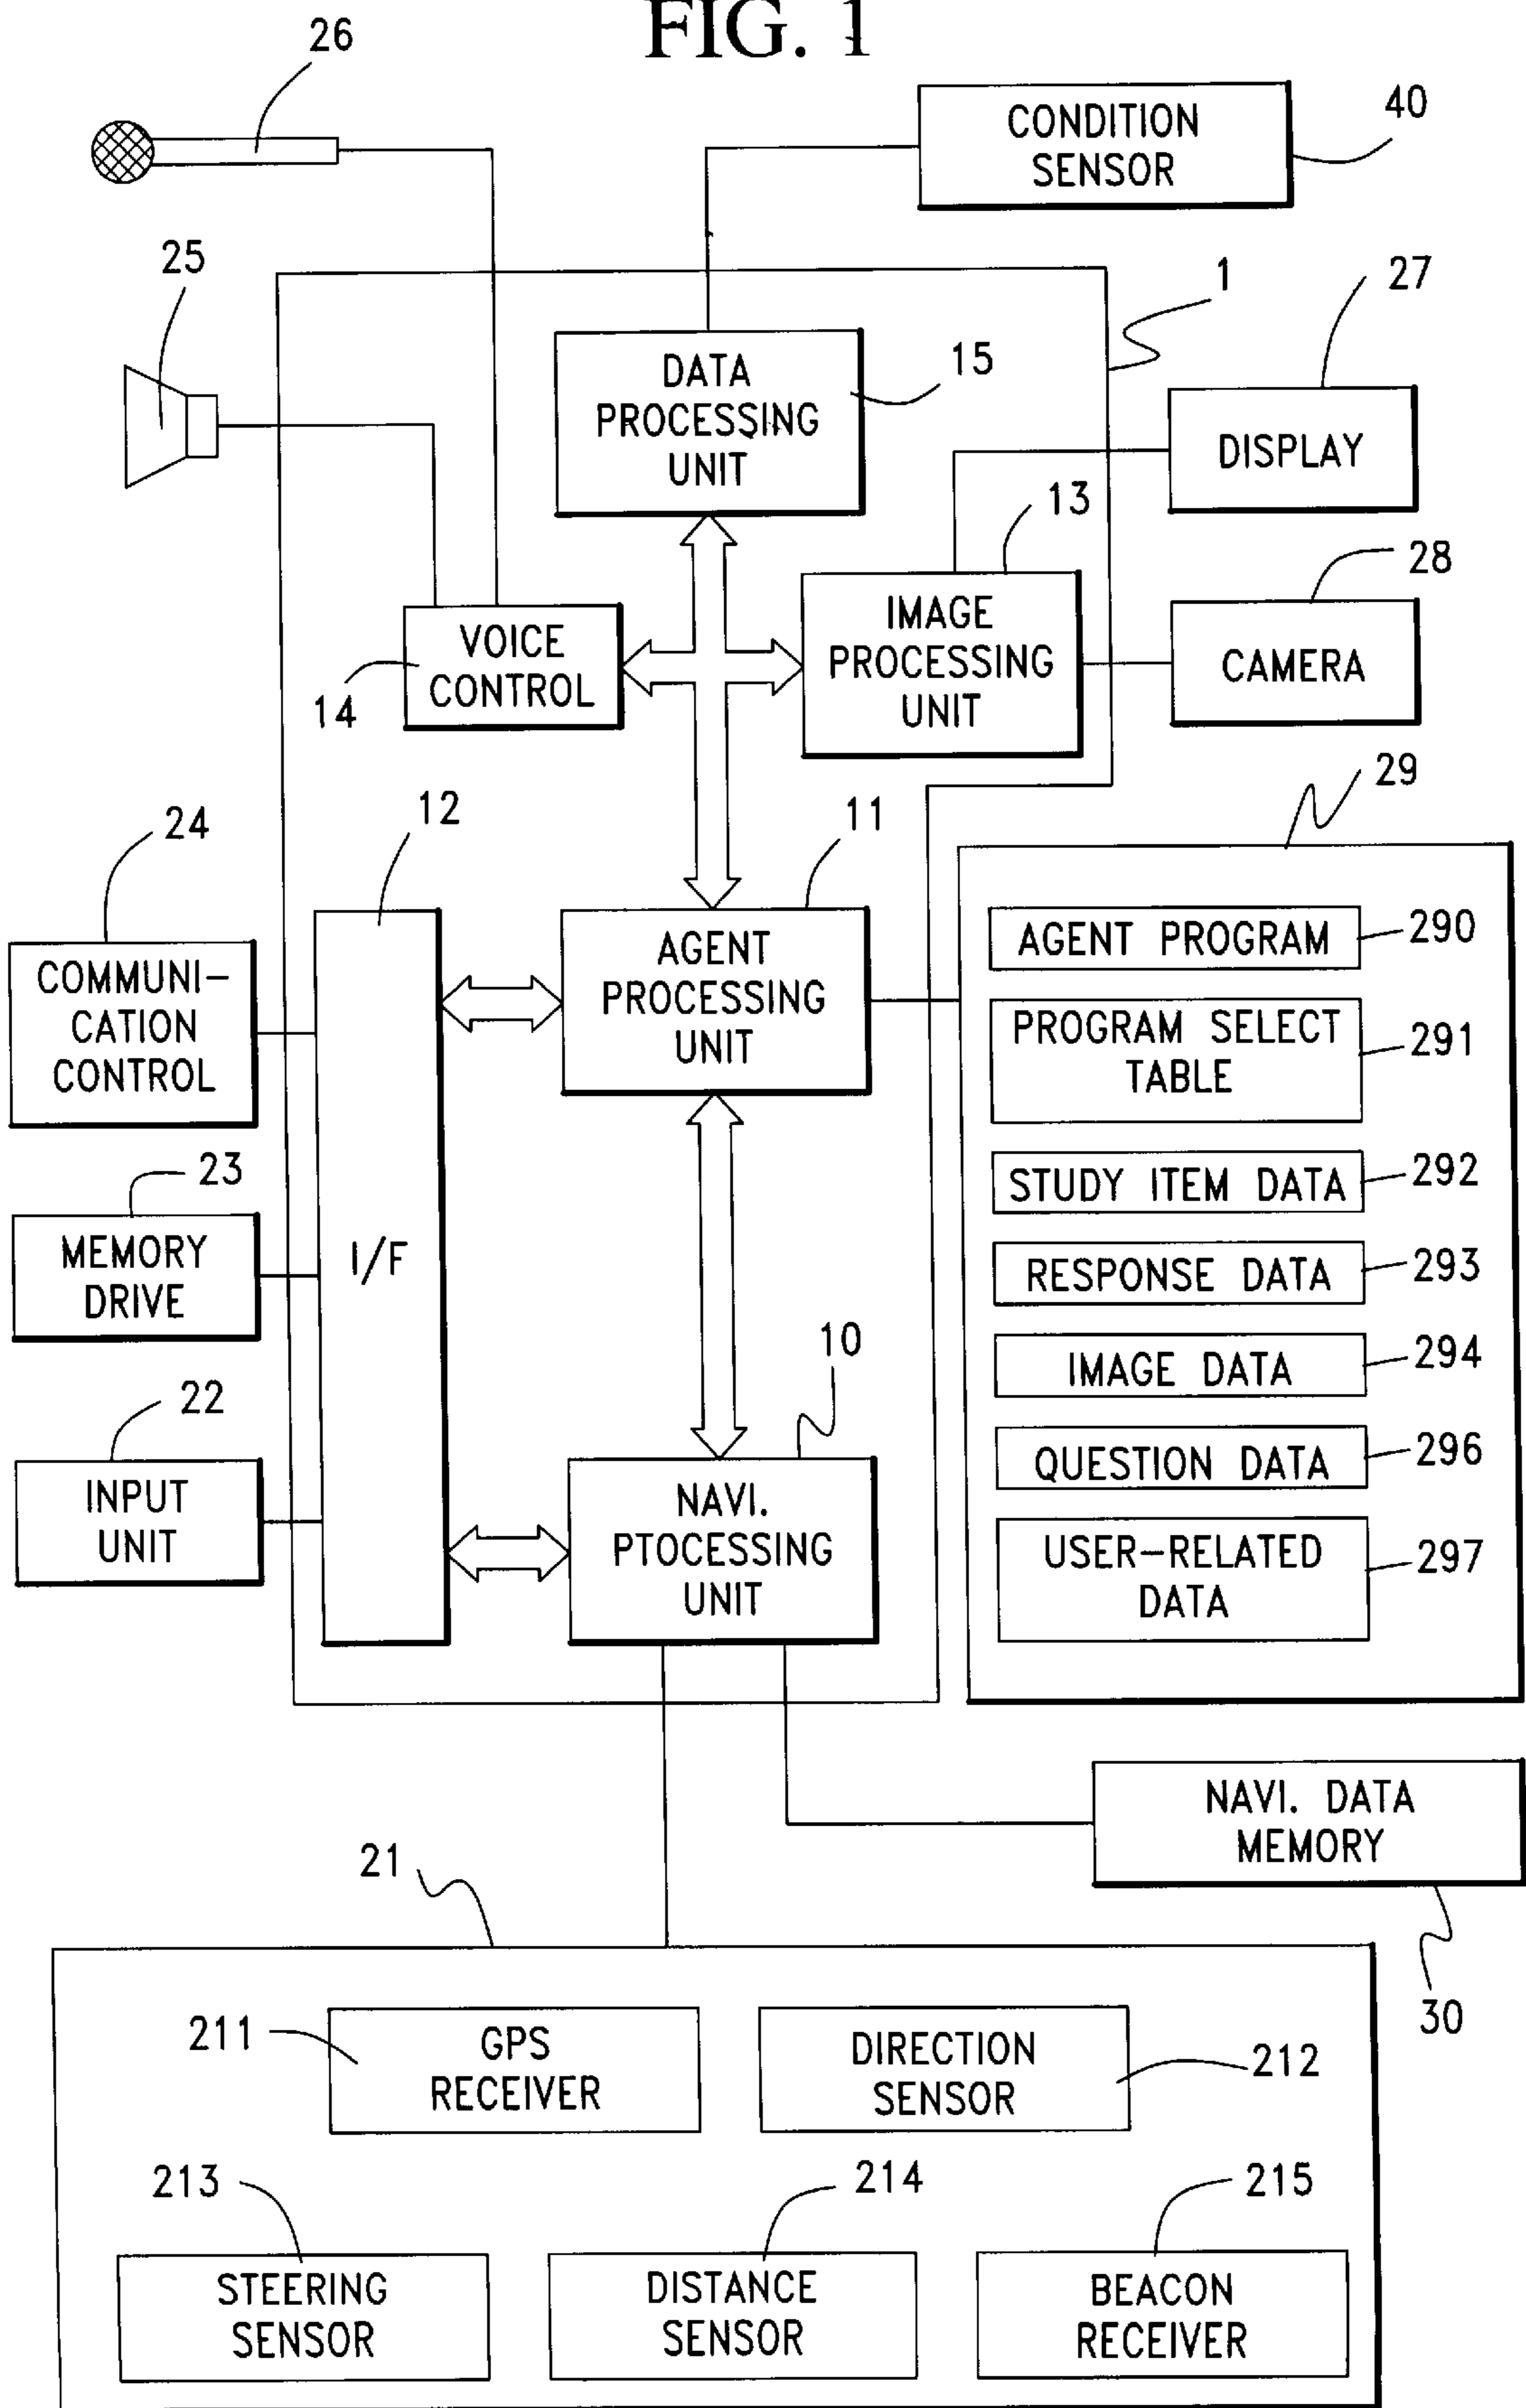 FIG. 1
26
CONDITION
SENSOR
40
25
1
27
DATA
PROCESSING
UNIT
15
DISPLAY
13
28
IMAGE
PROCESSING
UNIT
VOICE
CONTROL
14
CAMERA
29
24
12
11
COMMUNI-
CATION
CONTROL
AGENT
PROCESSING
UNIT
AGENT PROGRAM
290
PROGRAM SELECT
TABLE
291
23
STUDY ITEM DATA
292
MEMORY
DRIVE
I/F
RESPONSE DATA
293
10
IMAGE DATA
294
22
QUESTION DATA
296
INPUT
UNIT
NAVI.
PTOCESSING
UNIT
USER-RELATED
DATA
297
NAVI. DATA
MEMORY
21
30
211
GPS
RECEIVER
DIRECTION
SENSOR
212
213
214
215
STEERING
SENSOR
DISTANCE
SENSOR
BEACON
RECEIVER